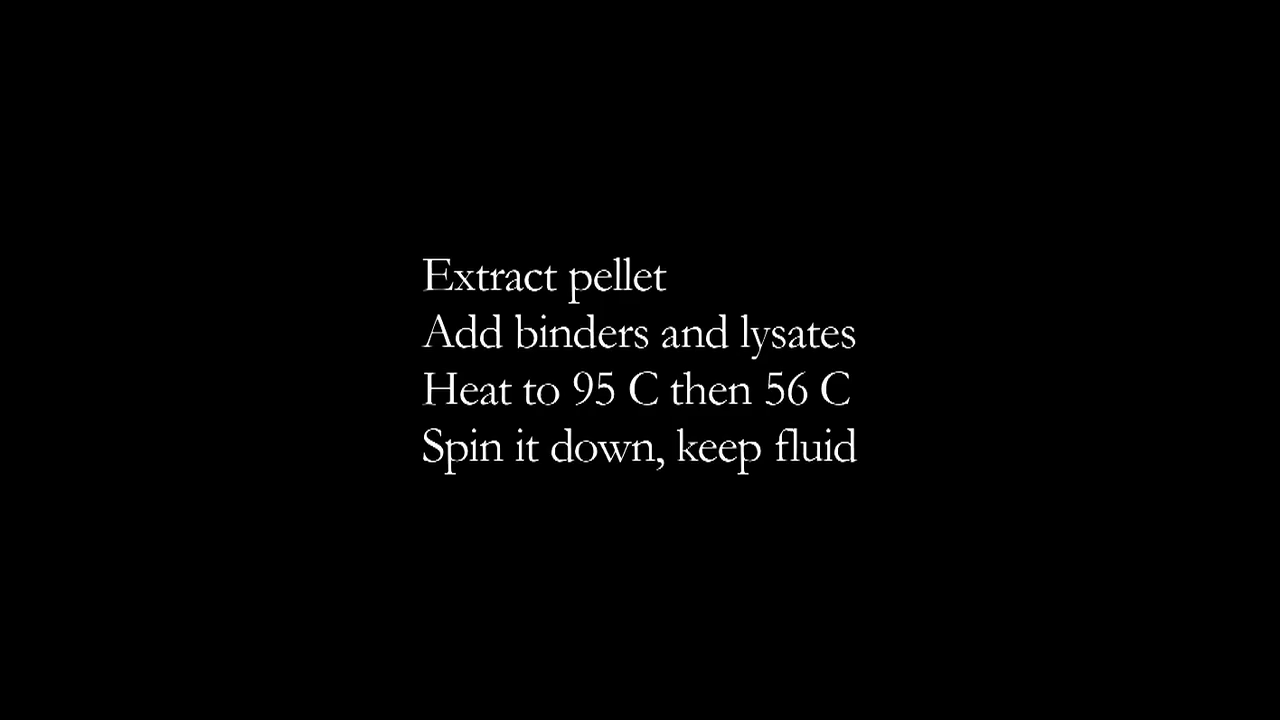 Extract pellet
Add binders and lysates
Heat to 95 C then 56 C
Spin it down, keep fluid